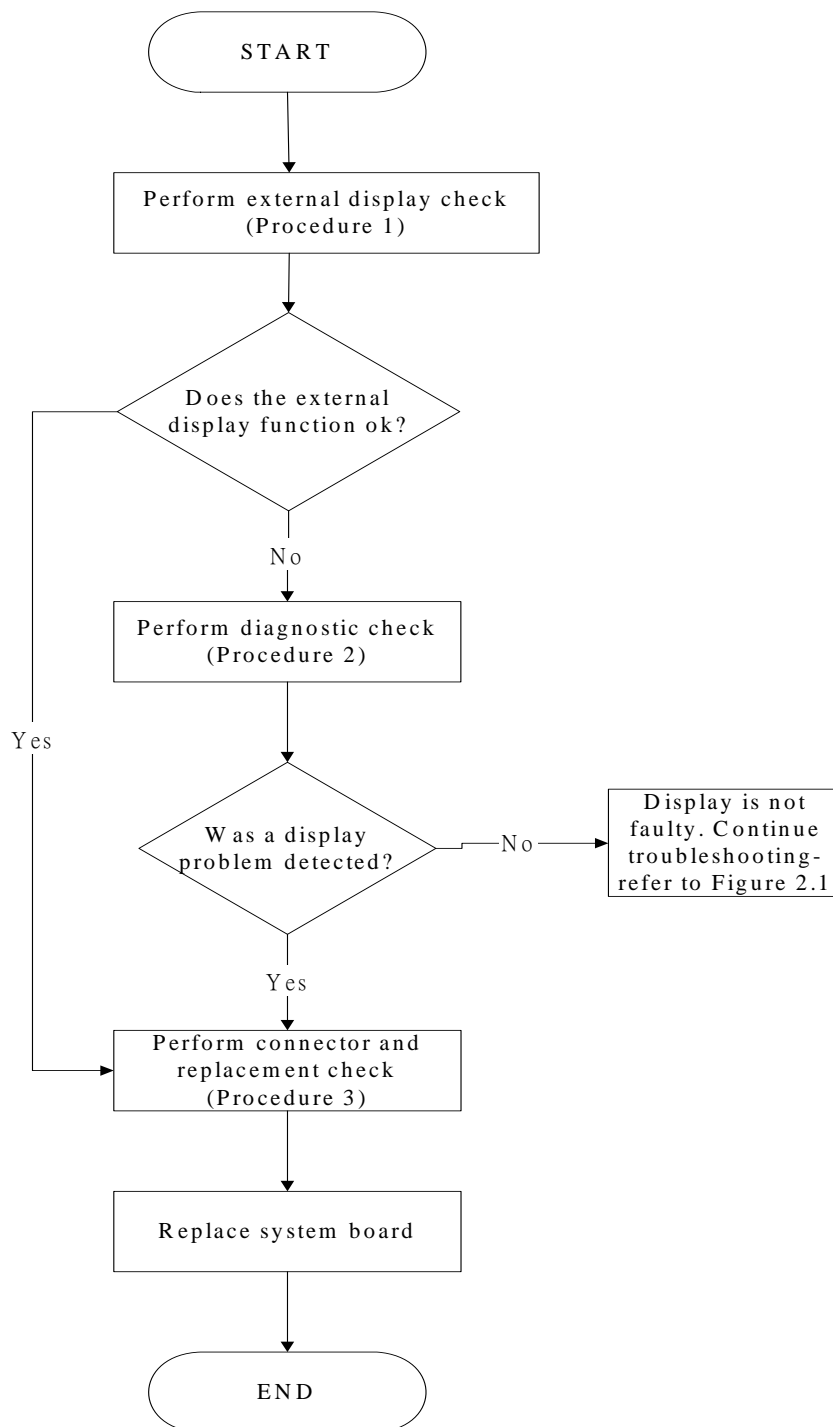 START
Perform external display check
(Procedure 1)
Does the external
display function ok?
No
Perform diagnostic check
(Procedure 2)
Yes
Was a display
problem detected?
No
Display is not
faulty. Continue
troubleshooting-
refer to Figure 2.1
Yes
Perform connector and
replacement check
(Procedure 3)
Replace system board
END